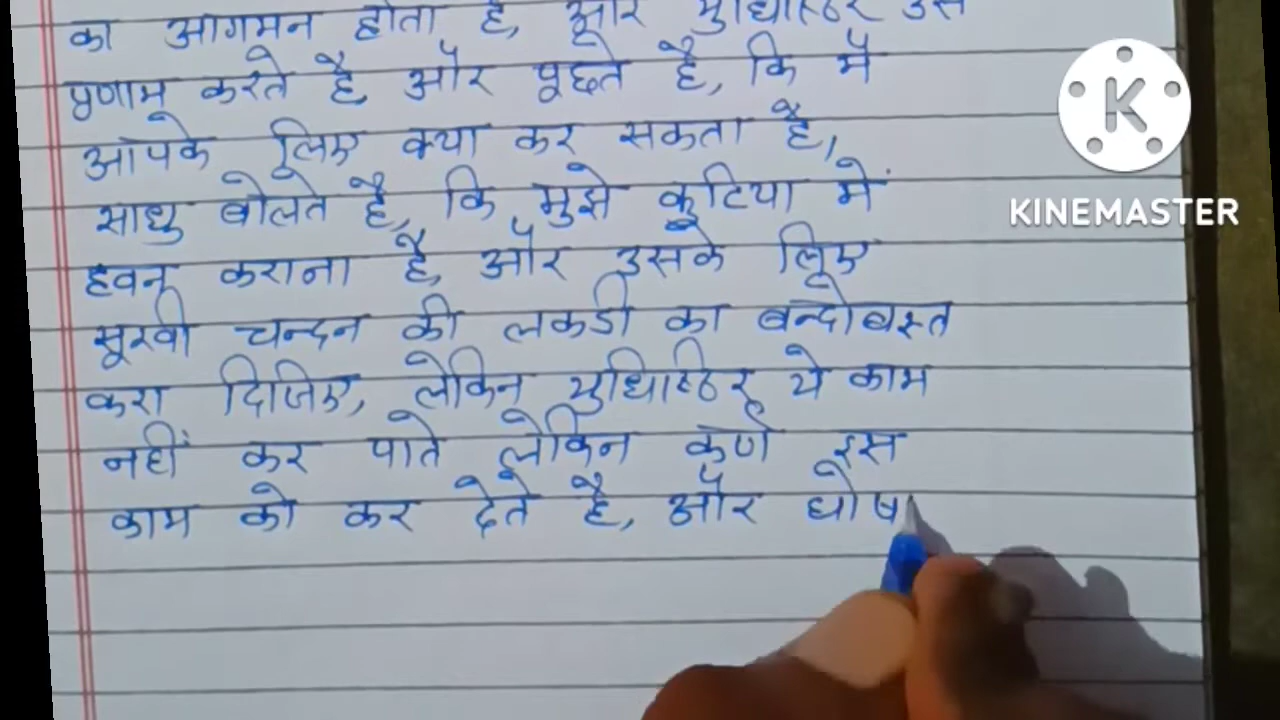 का आगमन होता है, और युधिष्ठिर उसे
प्रणाम करते है, और पूछते है, कि मैं
आपके लिए क्या कर सकता है,
साधु बोलते है, कि मुझे कुटिया में
हवन कराना है, और उसके लिए
सूखी चन्दन की लकडी का बन्दोबस्त
करा दिजिए, लेकिन युधिष्ठिर ये काम
नहीं कर पाते लेकिन कर्ण इस
काम को कर देते है, और घोष
K
KINEMASTER